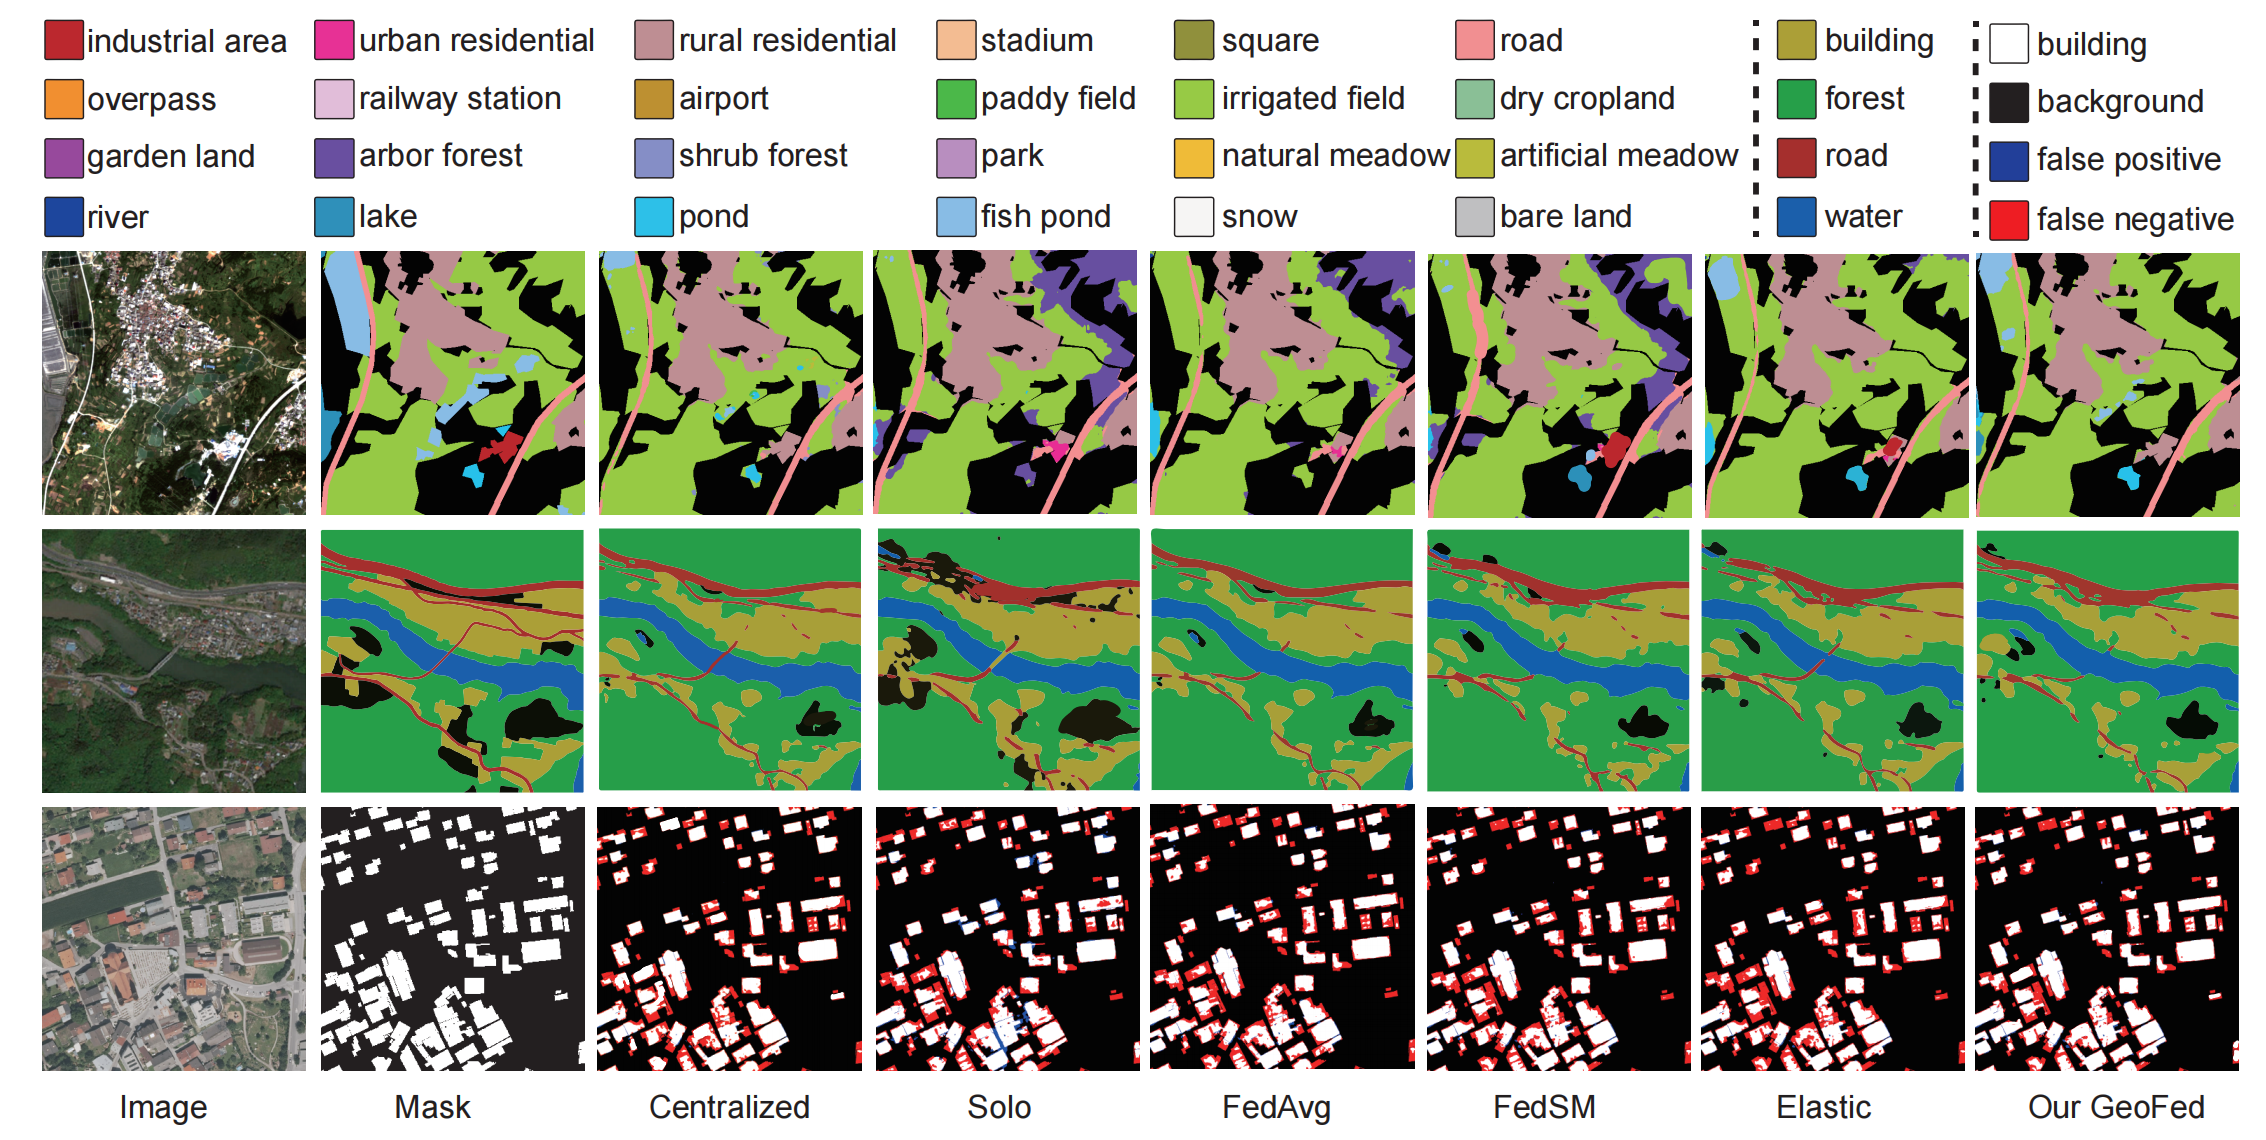 industrial area urban residential rural residential stadium square road building building
overpass railway station airport paddy field irrigated field dry cropland forest background
garden land arbor forest shrub forest park natural meadow artificial meadow road false positive
river lake pond fish pond snow bare land water false negative
Image Mask Centralized Solo FedAvg FedSM Elastic Our GeoFed